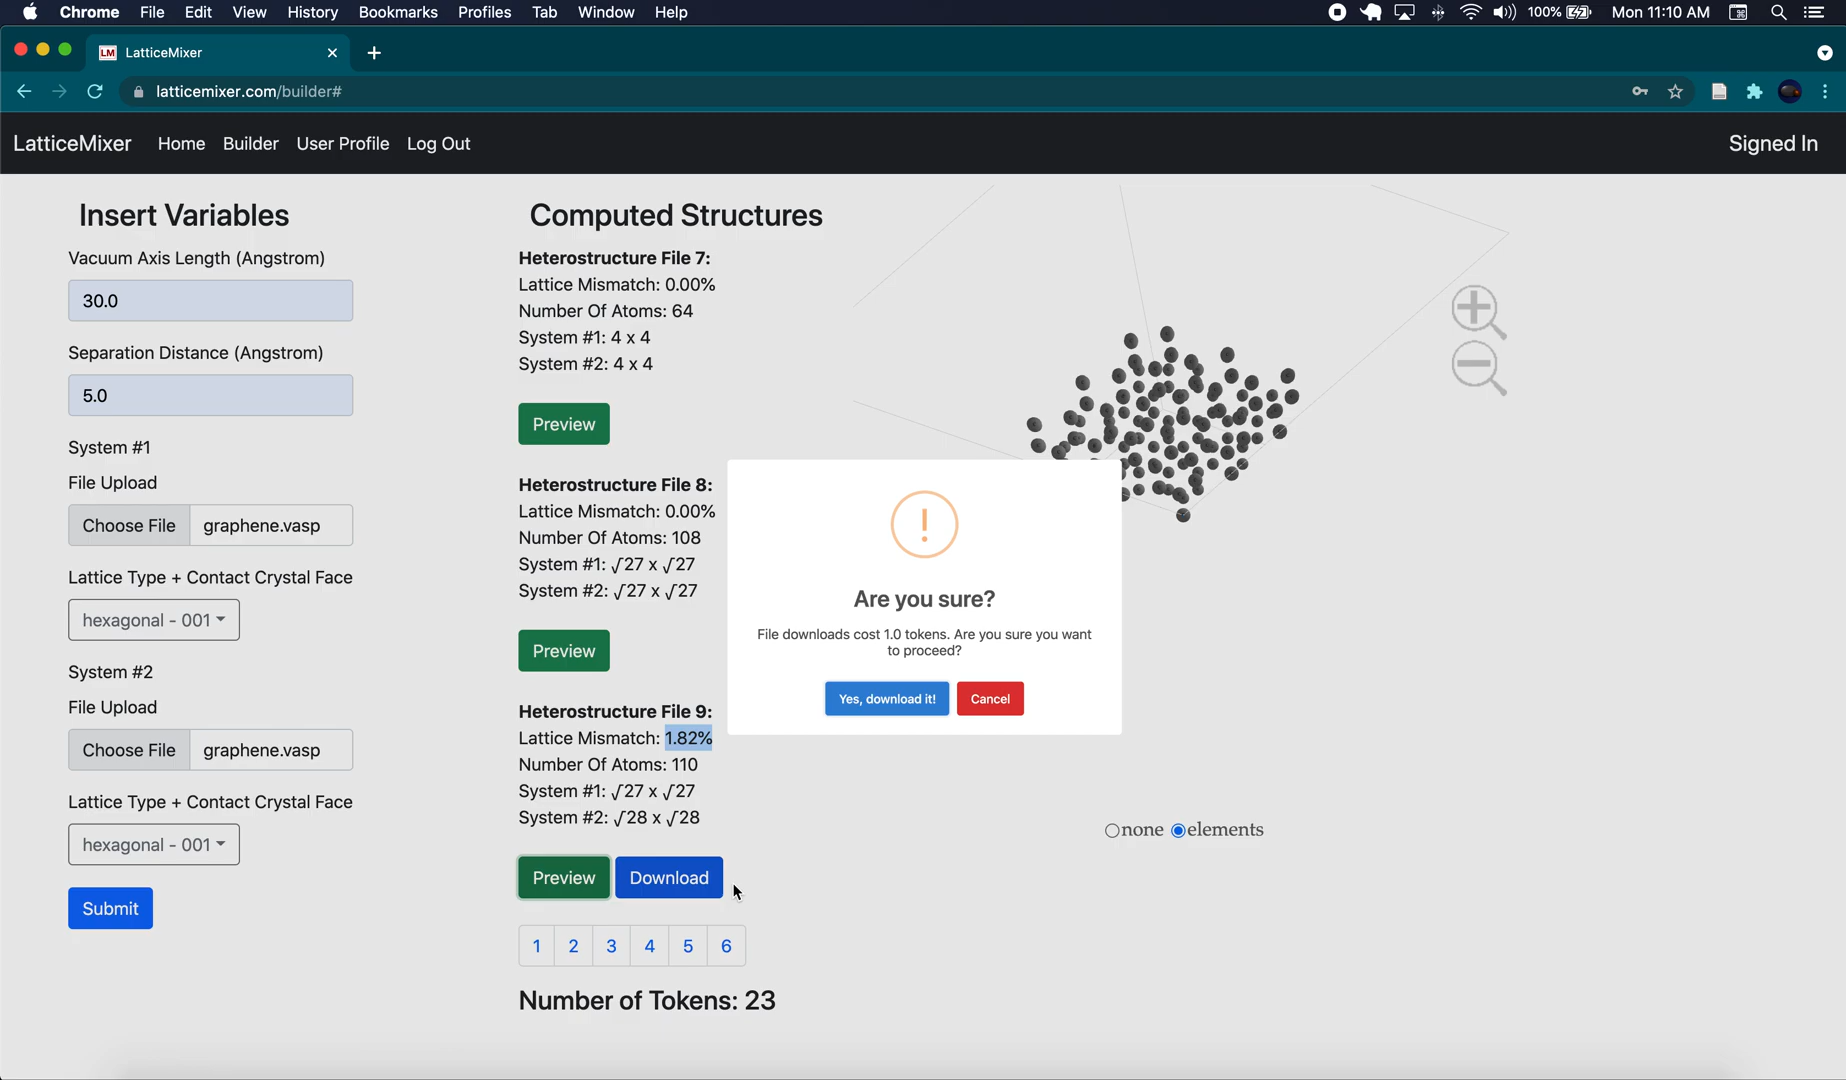 Chrome File Edit View History Bookmarks Profiles Tab Window Help 100% Mon 11:10 AM
LM LatticeMixer
latticemixer.com/builder#
LatticeMixer Home Builder User Profile Log Out Signed In
Insert Variables
Vacuum Axis Length (Angstrom)
30.0
Separation Distance (Angstrom)
5.0
System #1
File Upload
Choose File graphene.vasp
Lattice Type + Contact Crystal Face
hexagonal - 001
System #2
File Upload
Choose File graphene.vasp
Lattice Type + Contact Crystal Face
hexagonal - 001
Submit
Computed Structures
Heterostructure File 7:
Lattice Mismatch: 0.00%
Number Of Atoms: 64
System #1: 4 x 4
System #2: 4 x 4
Preview
Heterostructure File 8:
Lattice Mismatch: 0.00%
Number Of Atoms: 108
System #1: √27 x √27
System #2: √27 x √27
Preview
Heterostructure File 9:
Lattice Mismatch: 1.82%
Number Of Atoms: 110
System #1: √27 x √27
System #2: √28 x √28
Preview Download
1 2 3 4 5 6
Number of Tokens: 23
Are you sure?
File downloads cost 1.0 tokens. Are you sure you want
to proceed?
Yes, download it! Cancel
none elements